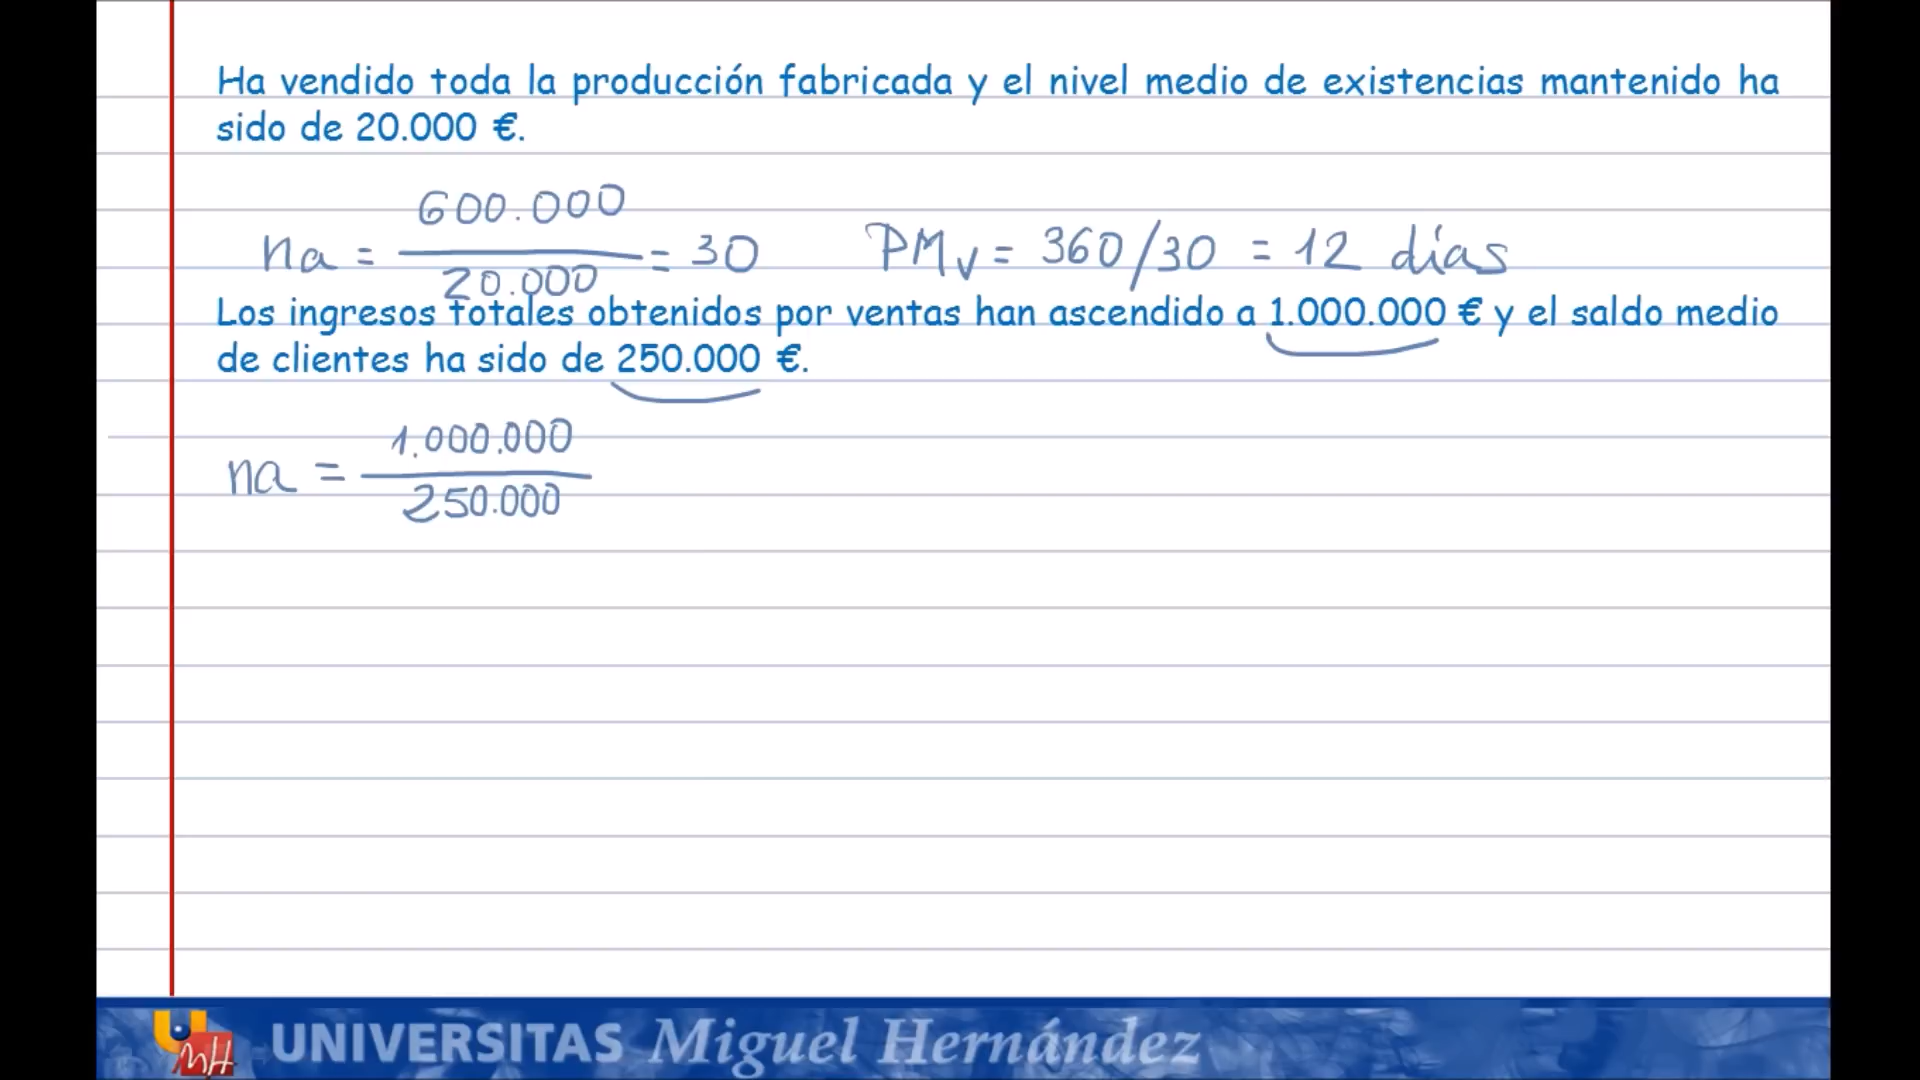 Ha vendido toda la producción fabricada y el nivel medio de existencias mantenido ha
sido de 20.000 €.
na = 600.000 / 20.000 = 30 PMv = 360/30 = 12 días
Los ingresos totales obtenidos por ventas han ascendido a 1.000.000 € y el saldo medio
de clientes ha sido de 250.000 €.
na = 1.000.000 / 250.000
UNIVERSITAS Miguel Hernández